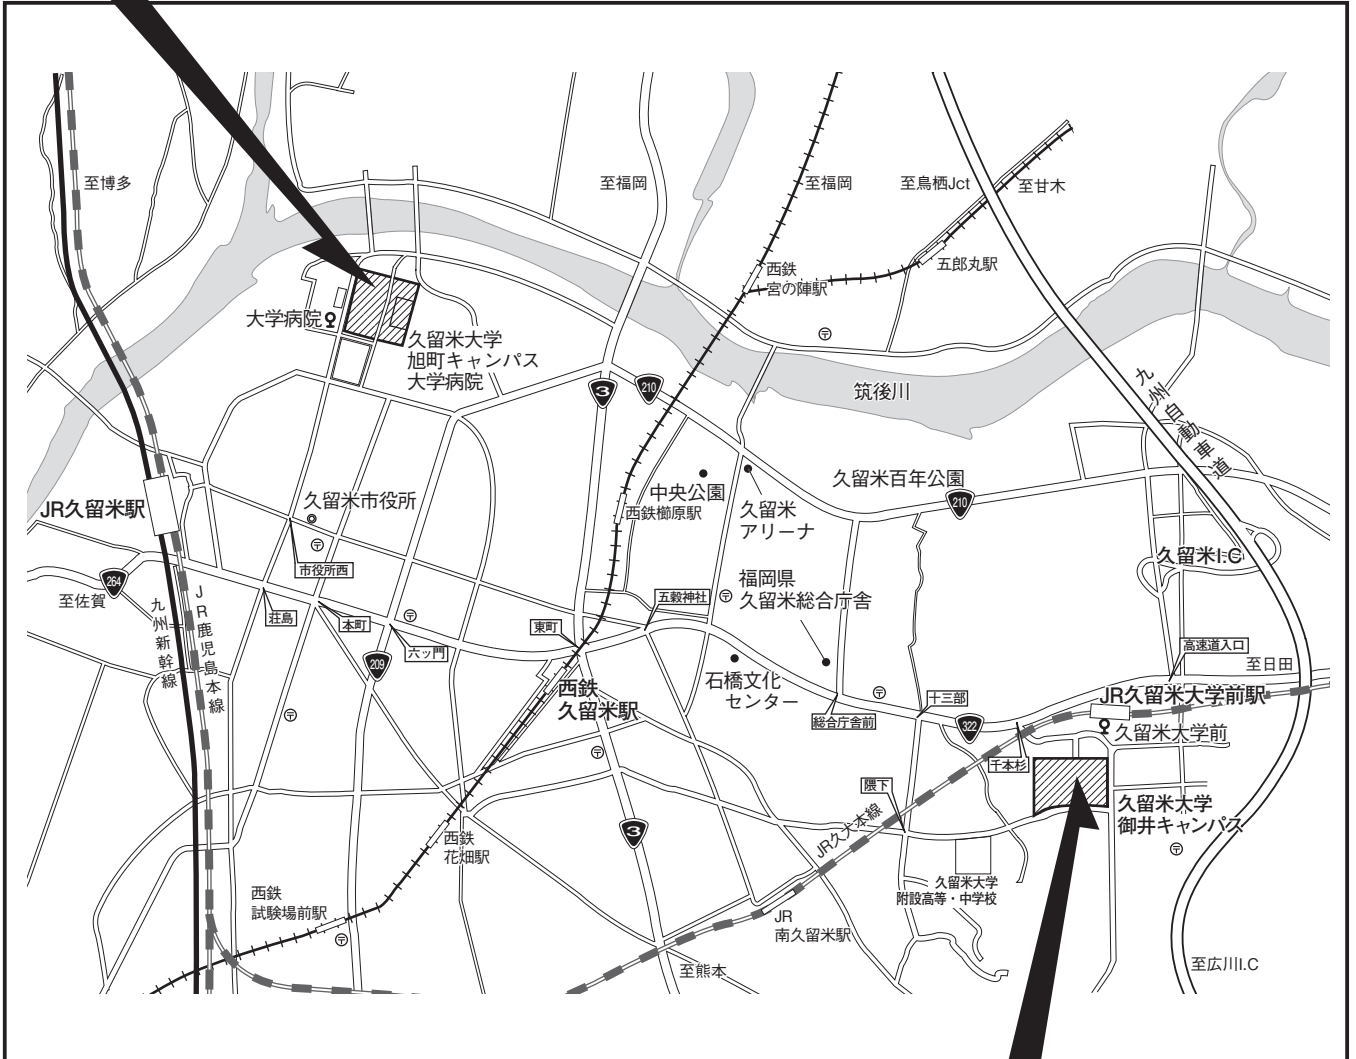 至博多
至福岡
至福岡
至鳥栖Jct
至甘木
西鉄
宮の陣駅
五郎丸駅
大学病院
久留米大学
旭町キャンパス
大学病院
3
210
筑後川
九州自動車道
JR久留米駅
久留米市役所
中央公園
西鉄櫛原駅
久留米
アリーナ
久留米百年公園
210
市役所西
264
至佐賀
九州新幹線
JR鹿児島本線
荘島
本町
六ッ門
209
東町
五穀神社
福岡県
久留米総合庁舎
久留米I.C
高速道入口
至日田
西鉄
久留米駅
石橋文化
センター
総合庁舎前
十三部
322
JR久留米大学前駅
久留米大学前
千本杉
隈下
久留米大学
御井キャンパス
JR久大本線
3
西鉄
花畑駅
西鉄
試験場前駅
久留米大学
附設高等・中学校
JR
南久留米駅
至熊本
至広川I.C